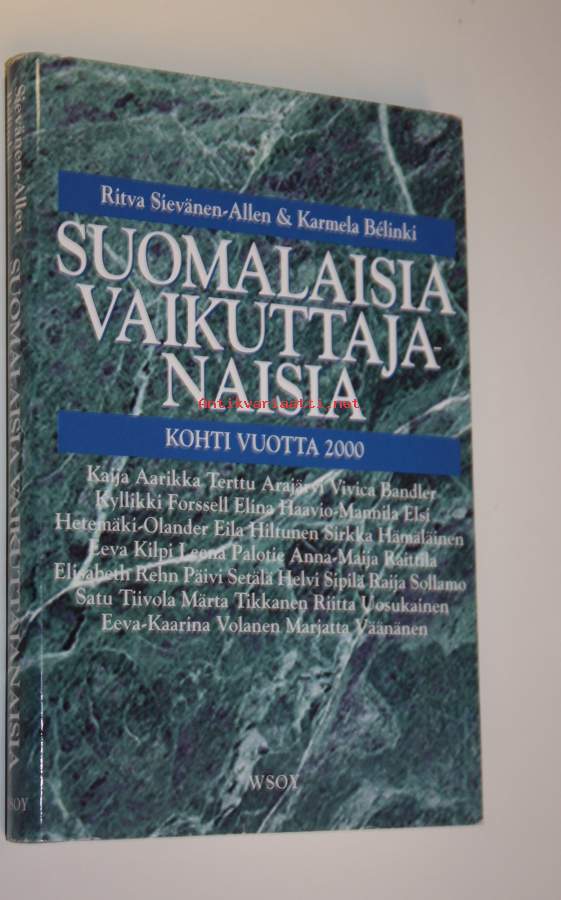 Ritva Sievänen-Allen & Karmela Bélinki
SUOMALAISIA
VAIKUTTAJA-
NAISIA
Antikvariaatti.net
KOHTI VUOTTA 2000
Kaija Aarikka Terttu Arajärvi Vivica Bandler
Kyllikki Forssell Elina Haavio-Mannila Elsi
Hetemäki-Olander Eila Hiltunen Sirkka Hämäläinen
Eeva Kilpi Leena Palotie Anna-Maija Raittila
Elisabeth Rehn Päivi Setälä Helvi Sipilä Raija Sollamo
Satu Tiivola Märta Tikkanen Riitta Uosukainen
Eeva-Kaarina Volanen Marjatta Väänänen
WSOY
Sievänen-Allen
SUOMALAISIA VAIKUTTAJANAISIA
WSOY